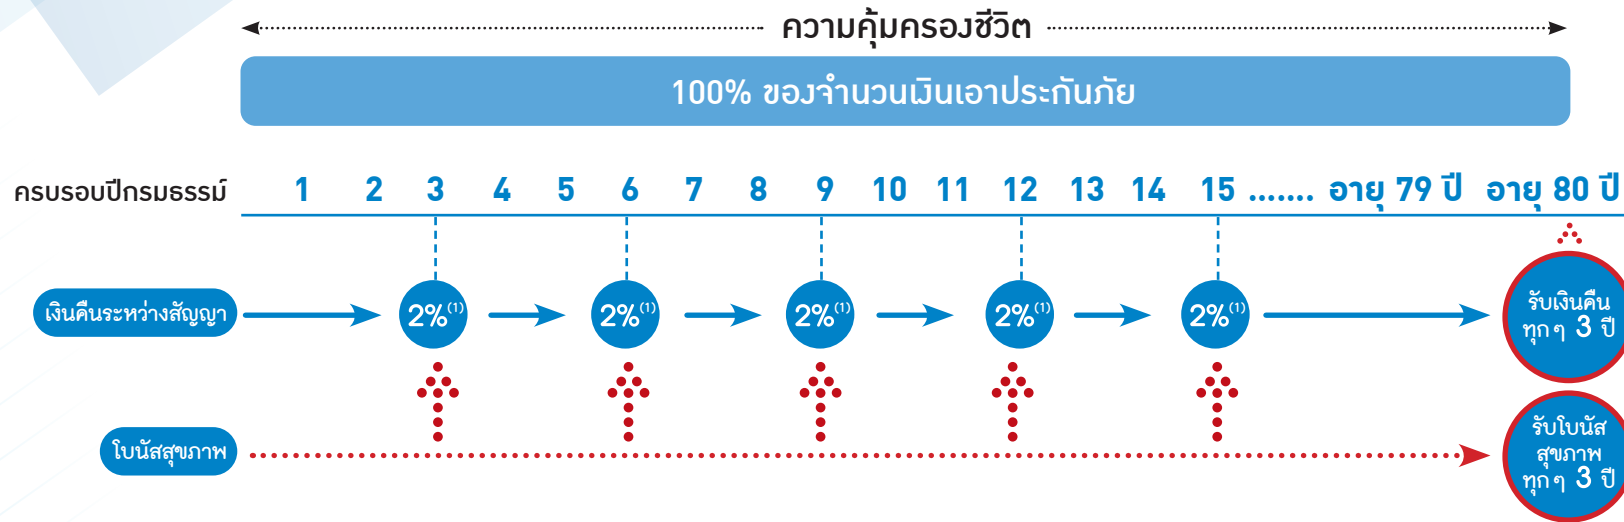 ความคุ้มครองชีวิต
100% ของจำนวนเงินเอาประกันภัย
ครบรอบปีกรมธรรม์ 1 2 3 4 5 6 7 8 9 10 11 12 13 14 15 ....... อายุ 79 ปี อายุ 80 ปี
เงินคืนระหว่างสัญญา 2%(1) 2%(1) 2%(1) 2%(1) 2%(1)
รับเงินคืน
ทุกๆ 3 ปี
โบนัสสุขภาพ
รับโบนัส
สุขภาพ
ทุกๆ 3 ปี